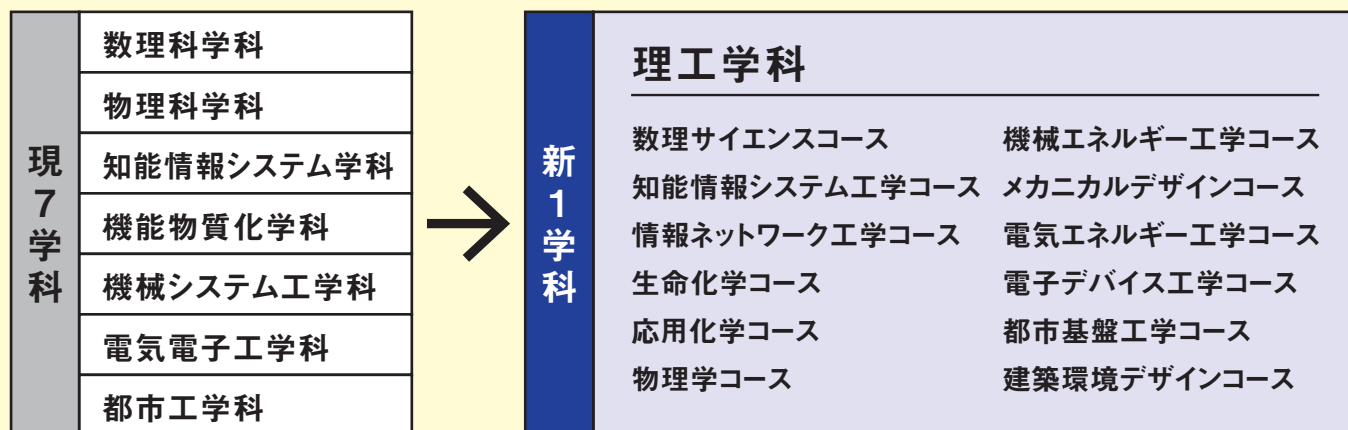 現7学科
数理科学科
物理科学科
知能情報システム学科
機能物質化学科
機械システム工学科
電気電子工学科
都市工学科
新1学科
理工学科
数理サイエンスコース
知能情報システム工学コース
情報ネットワーク工学コース
生命化学コース
応用化学コース
物理学コース
機械エネルギー工学コース
メカニカルデザインコース
電気エネルギー工学コース
電子デバイス工学コース
都市基盤工学コース
建築環境デザインコース